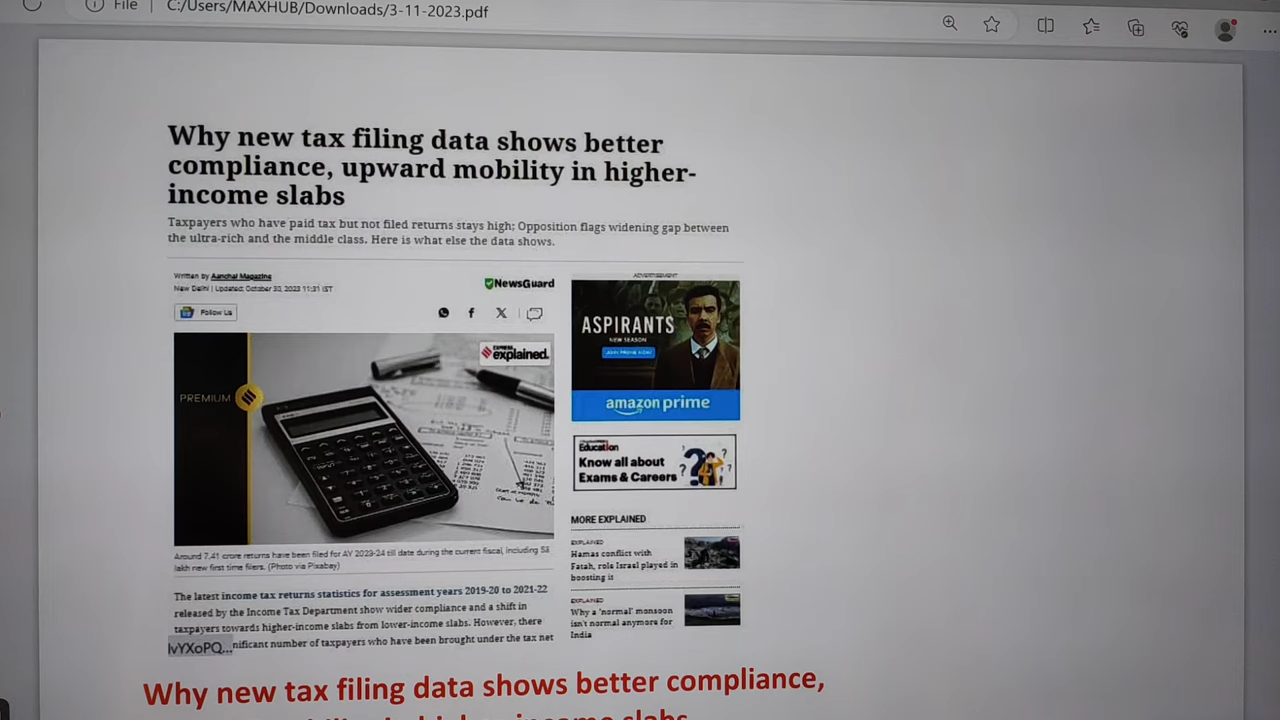 File | C:/Users/MAXHUB/Downloads/3-11-2023.pdf
Why new tax filing data shows better
compliance, upward mobility in higher-
income slabs
Taxpayers who have paid tax but not filed returns stays high; Opposition flags widening gap between
the ultra-rich and the middle class. Here is what else the data shows.
Written by Aanchal Magazine
New Delhi | Updated: October 30, 2023 11:31 IST
NewsGuard
Follow Us
EXPRESS
explained.
PREMIUM
Around 7.41 crore returns have been filed for AY 2023-24 till date during the current fiscal, including 53
lakh new first time filers. (Photo via Pixabay)
The latest income tax returns statistics for assessment years 2019-20 to 2021-22
released by the Income Tax Department show wider compliance and a shift in
taxpayers towards higher-income slabs from lower-income slabs. However, there
nificant number of taxpayers who have been brought under the tax net
lvYXoPQ...
ADVERTISEMENT
ASPIRANTS
NEW SEASON
JOIN PRIME NOW
amazon prime
Education
Know all about
Exams & Careers
MORE EXPLAINED
EXPLAINED
Hamas conflict with
Fatah, role Israel played in
boosting it
EXPLAINED
Why a 'normal' monsoon
isn't normal anymore for
India
Why new tax filing data shows better compliance,